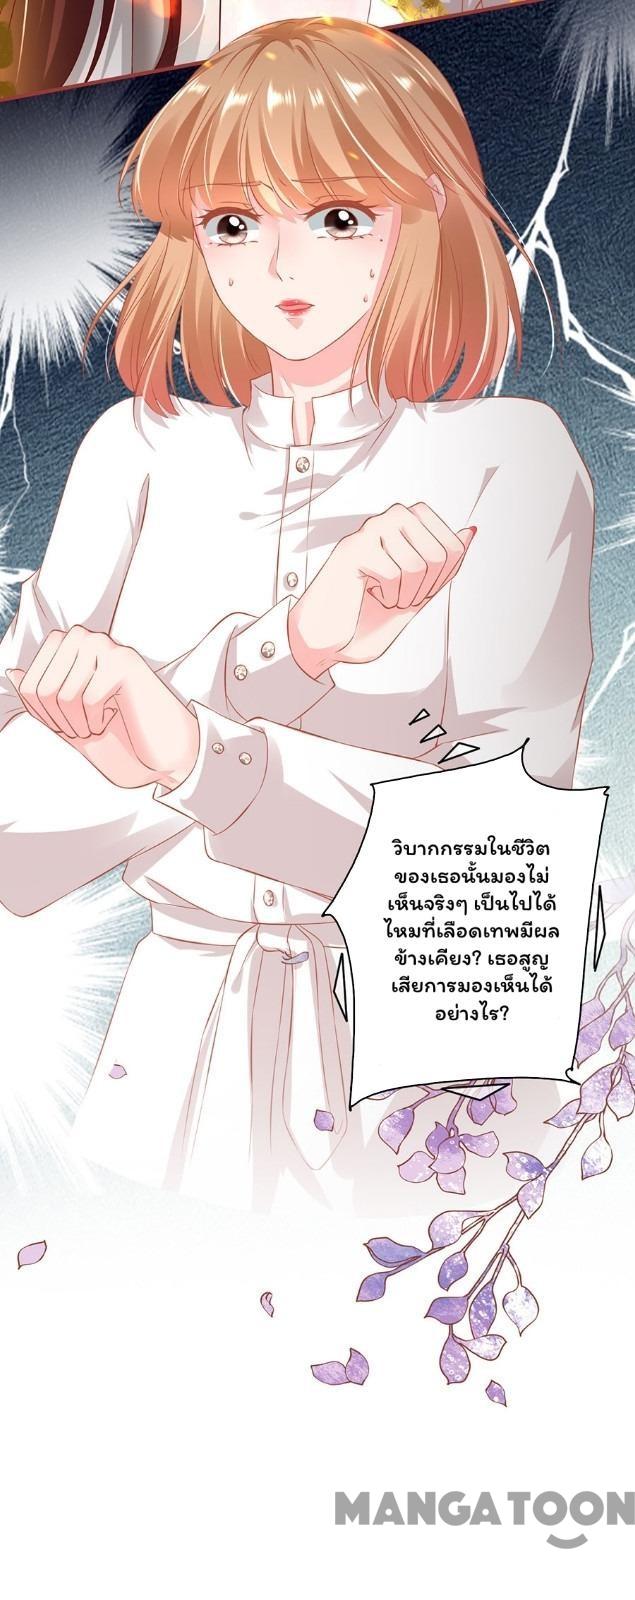 วิบากกรรมในชีวิต
ของเธอนั้นมองไม่
เห็นจริงๆ เป็นไปได้
ไหมที่เลือดเทพมีผล
ข้างเคียง? เธอสูญ
เสียการมองเห็นได้
อย่างไร?
MANGATOON